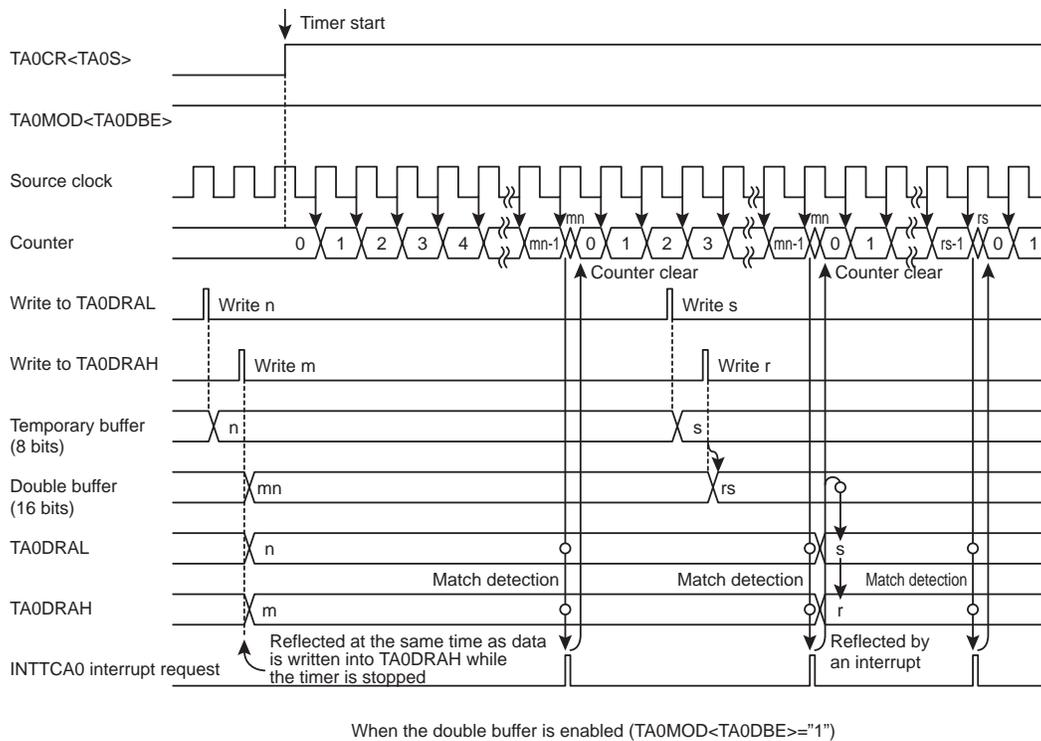 Timer start
TA0CR<TA0S>
TA0MOD<TA0DBE>
Source clock
mn mn rs
Counter 0 1 2 3 4 mn-1 0 1 2 3 mn-1 0 1 rs-1 0 1
Counter clear Counter clear
Write to TA0DRAL Write n Write s
Write to TA0DRAH Write m Write r
Temporary buffer
(8 bits) n s
Double buffer
(16 bits) mn rs
TA0DRAL n s
Match detection Match detection Match detection
TA0DRAH m r
Reflected at the same time as data
is written into TA0DRAH while
the timer is stopped
Reflected by
an interrupt
INTTCA0 interrupt request
When the double buffer is enabled (TA0MOD<TA0DBE>=”1”)